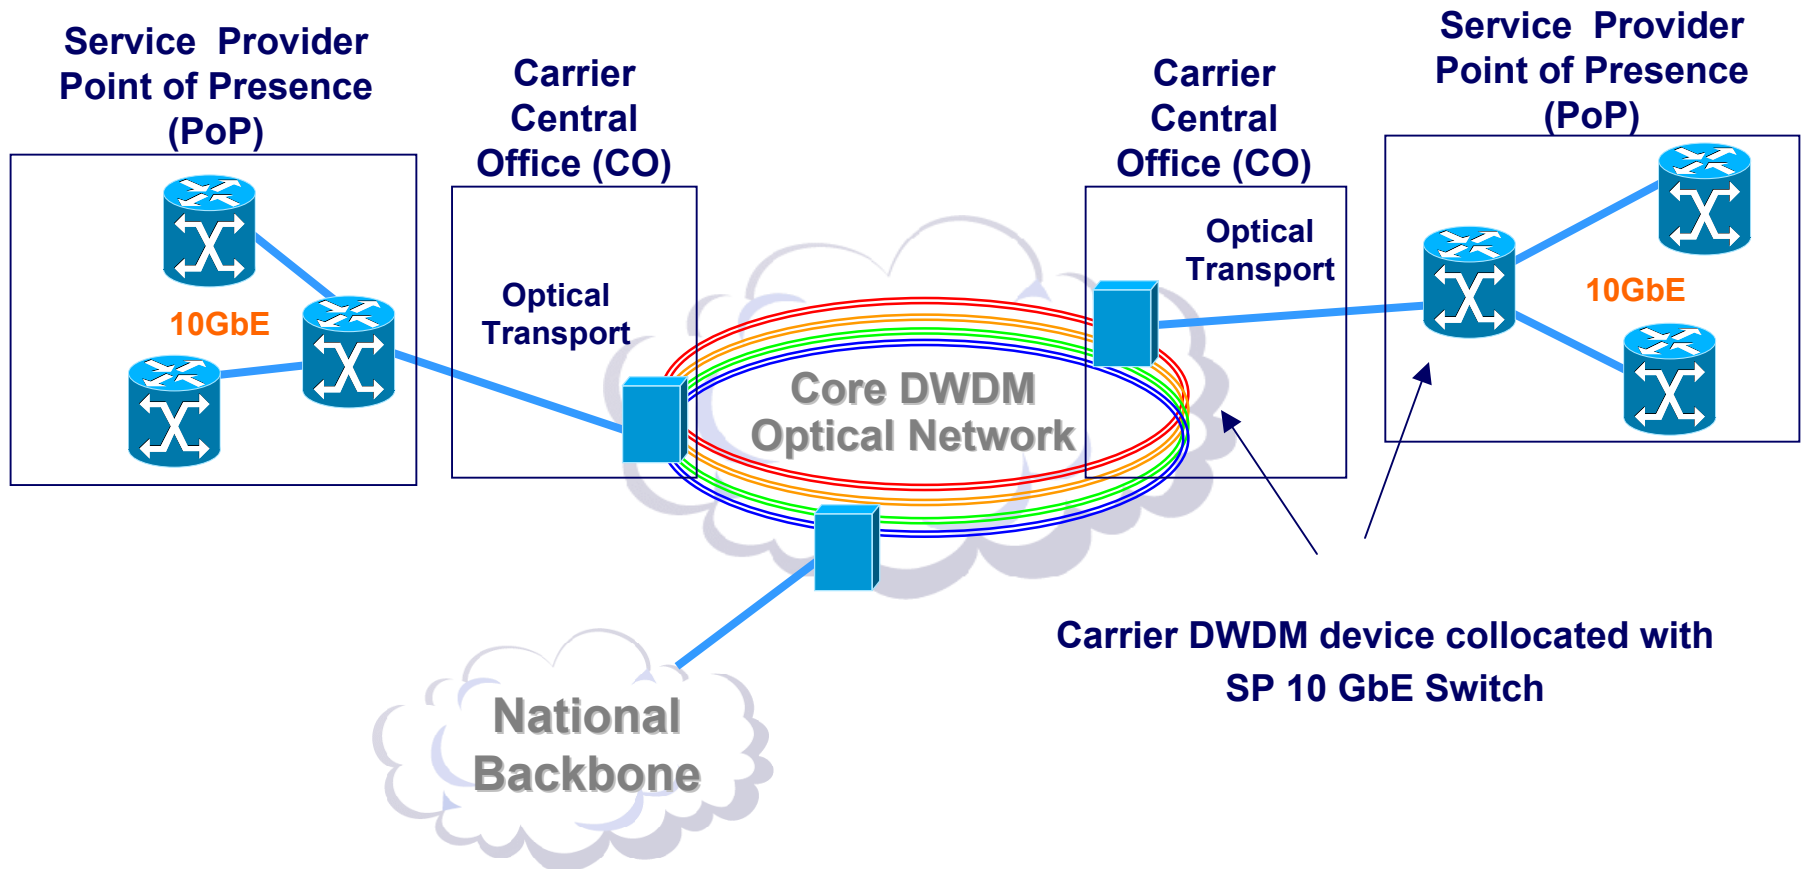 Service Provider
Point of Presence
(PoP)
Carrier
Central
Office (CO)
Carrier
Central
Office (CO)
Service Provider
Point of Presence
(PoP)
10GbE
Optical
Transport
Optical
Transport
10GbE
Core DWDM
Optical Network
Carrier DWDM device collocated with
SP 10 GbE Switch
National
Backbone